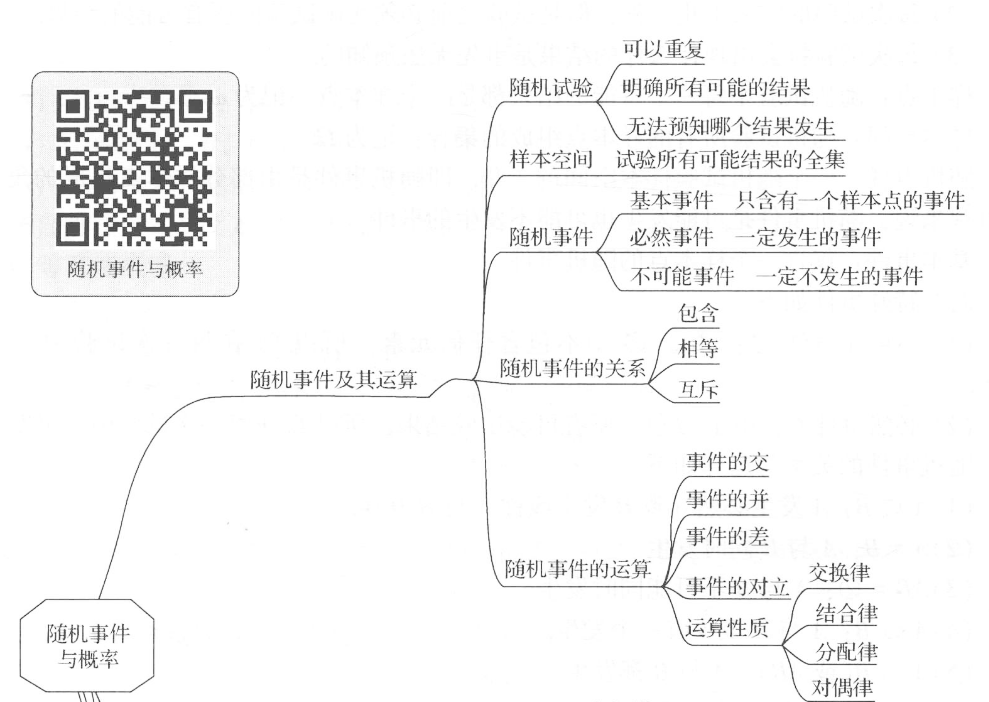 随机事件与概率
可以重复
随机试验
明确所有可能的结果
无法预知哪个结果发生
样本空间 试验所有可能结果的全集
基本事件 只含有一个样本点的事件
随机事件
必然事件 一定发生的事件
不可能事件 一定不发生的事件
包含
随机事件的关系
相等
互斥
随机事件及其运算
事件的交
事件的并
事件的差
随机事件的运算
事件的对立
运算性质
交换律
结合律
分配律
对偶律
随机事件
与概率